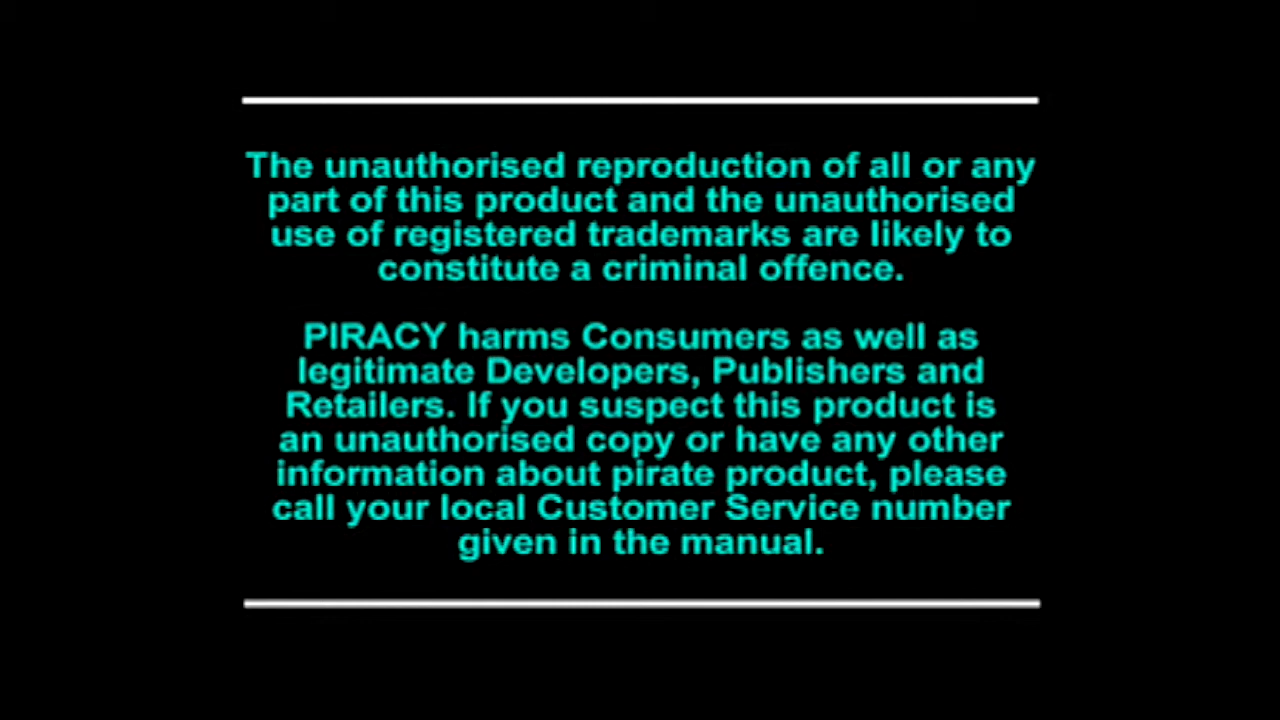 The unauthorised reproduction of all or any
part of this product and the unauthorised
use of registered trademarks are likely to
constitute a criminal offence.
PIRACY harms Consumers as well as
legitimate Developers, Publishers and
Retailers. If you suspect this product is
an unauthorised copy or have any other
information about pirate product, please
call your local Customer Service number
given in the manual.